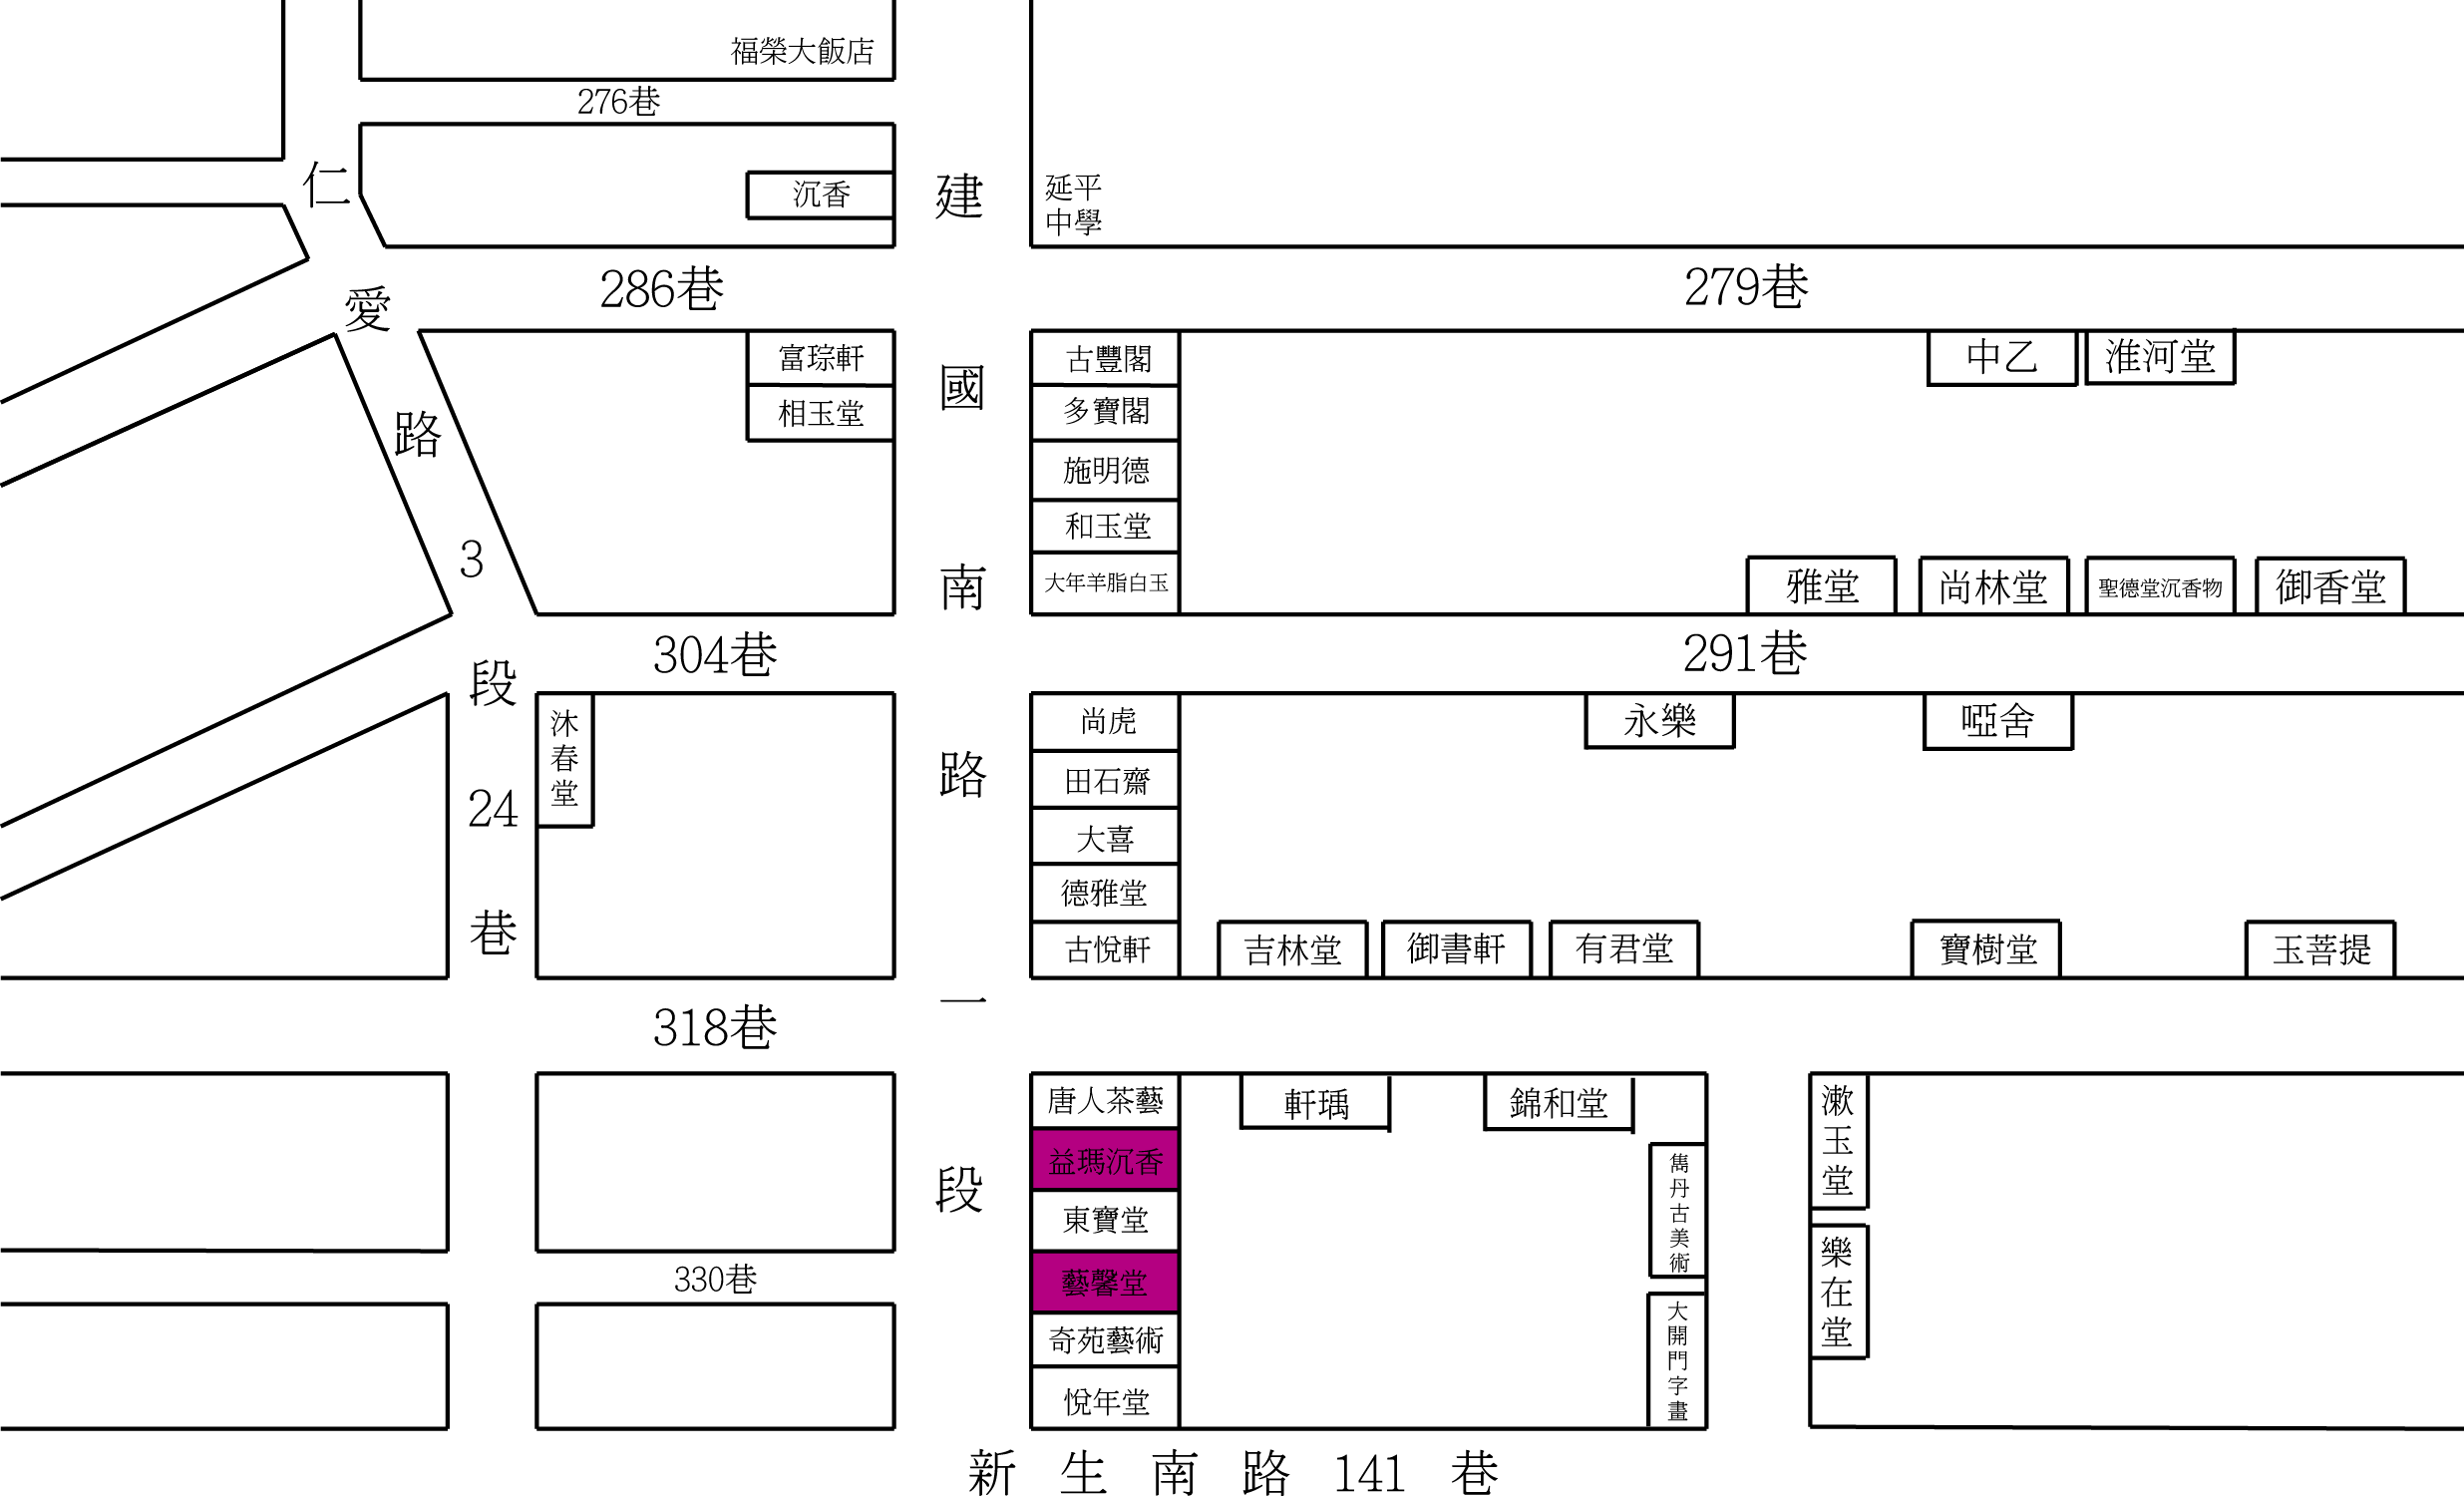 福榮大飯店
276巷
沉香
延平
中學
286巷
279巷
富琮軒
相玉堂
古豐閣
多寶閣
施明德
和玉堂
大年羊脂白玉
中乙
淮河堂
雅堂
尚林堂
聖德堂沉香物
御香堂
304巷
291巷
沐春堂
尚虎
田石齋
大喜
德雅堂
古悅軒
永樂
啞舍
吉林堂
御書軒
有君堂
寶樹堂
玉菩提
318巷
唐人茶藝
益瑪沉香
東寶堂
藝馨堂
奇苑藝術
悅年堂
軒瑀
錦和堂
雋丹古美術
大開門字畫
漱玉堂
樂在堂
330巷
仁愛路3段24巷
建國南路一段
新生南路141巷